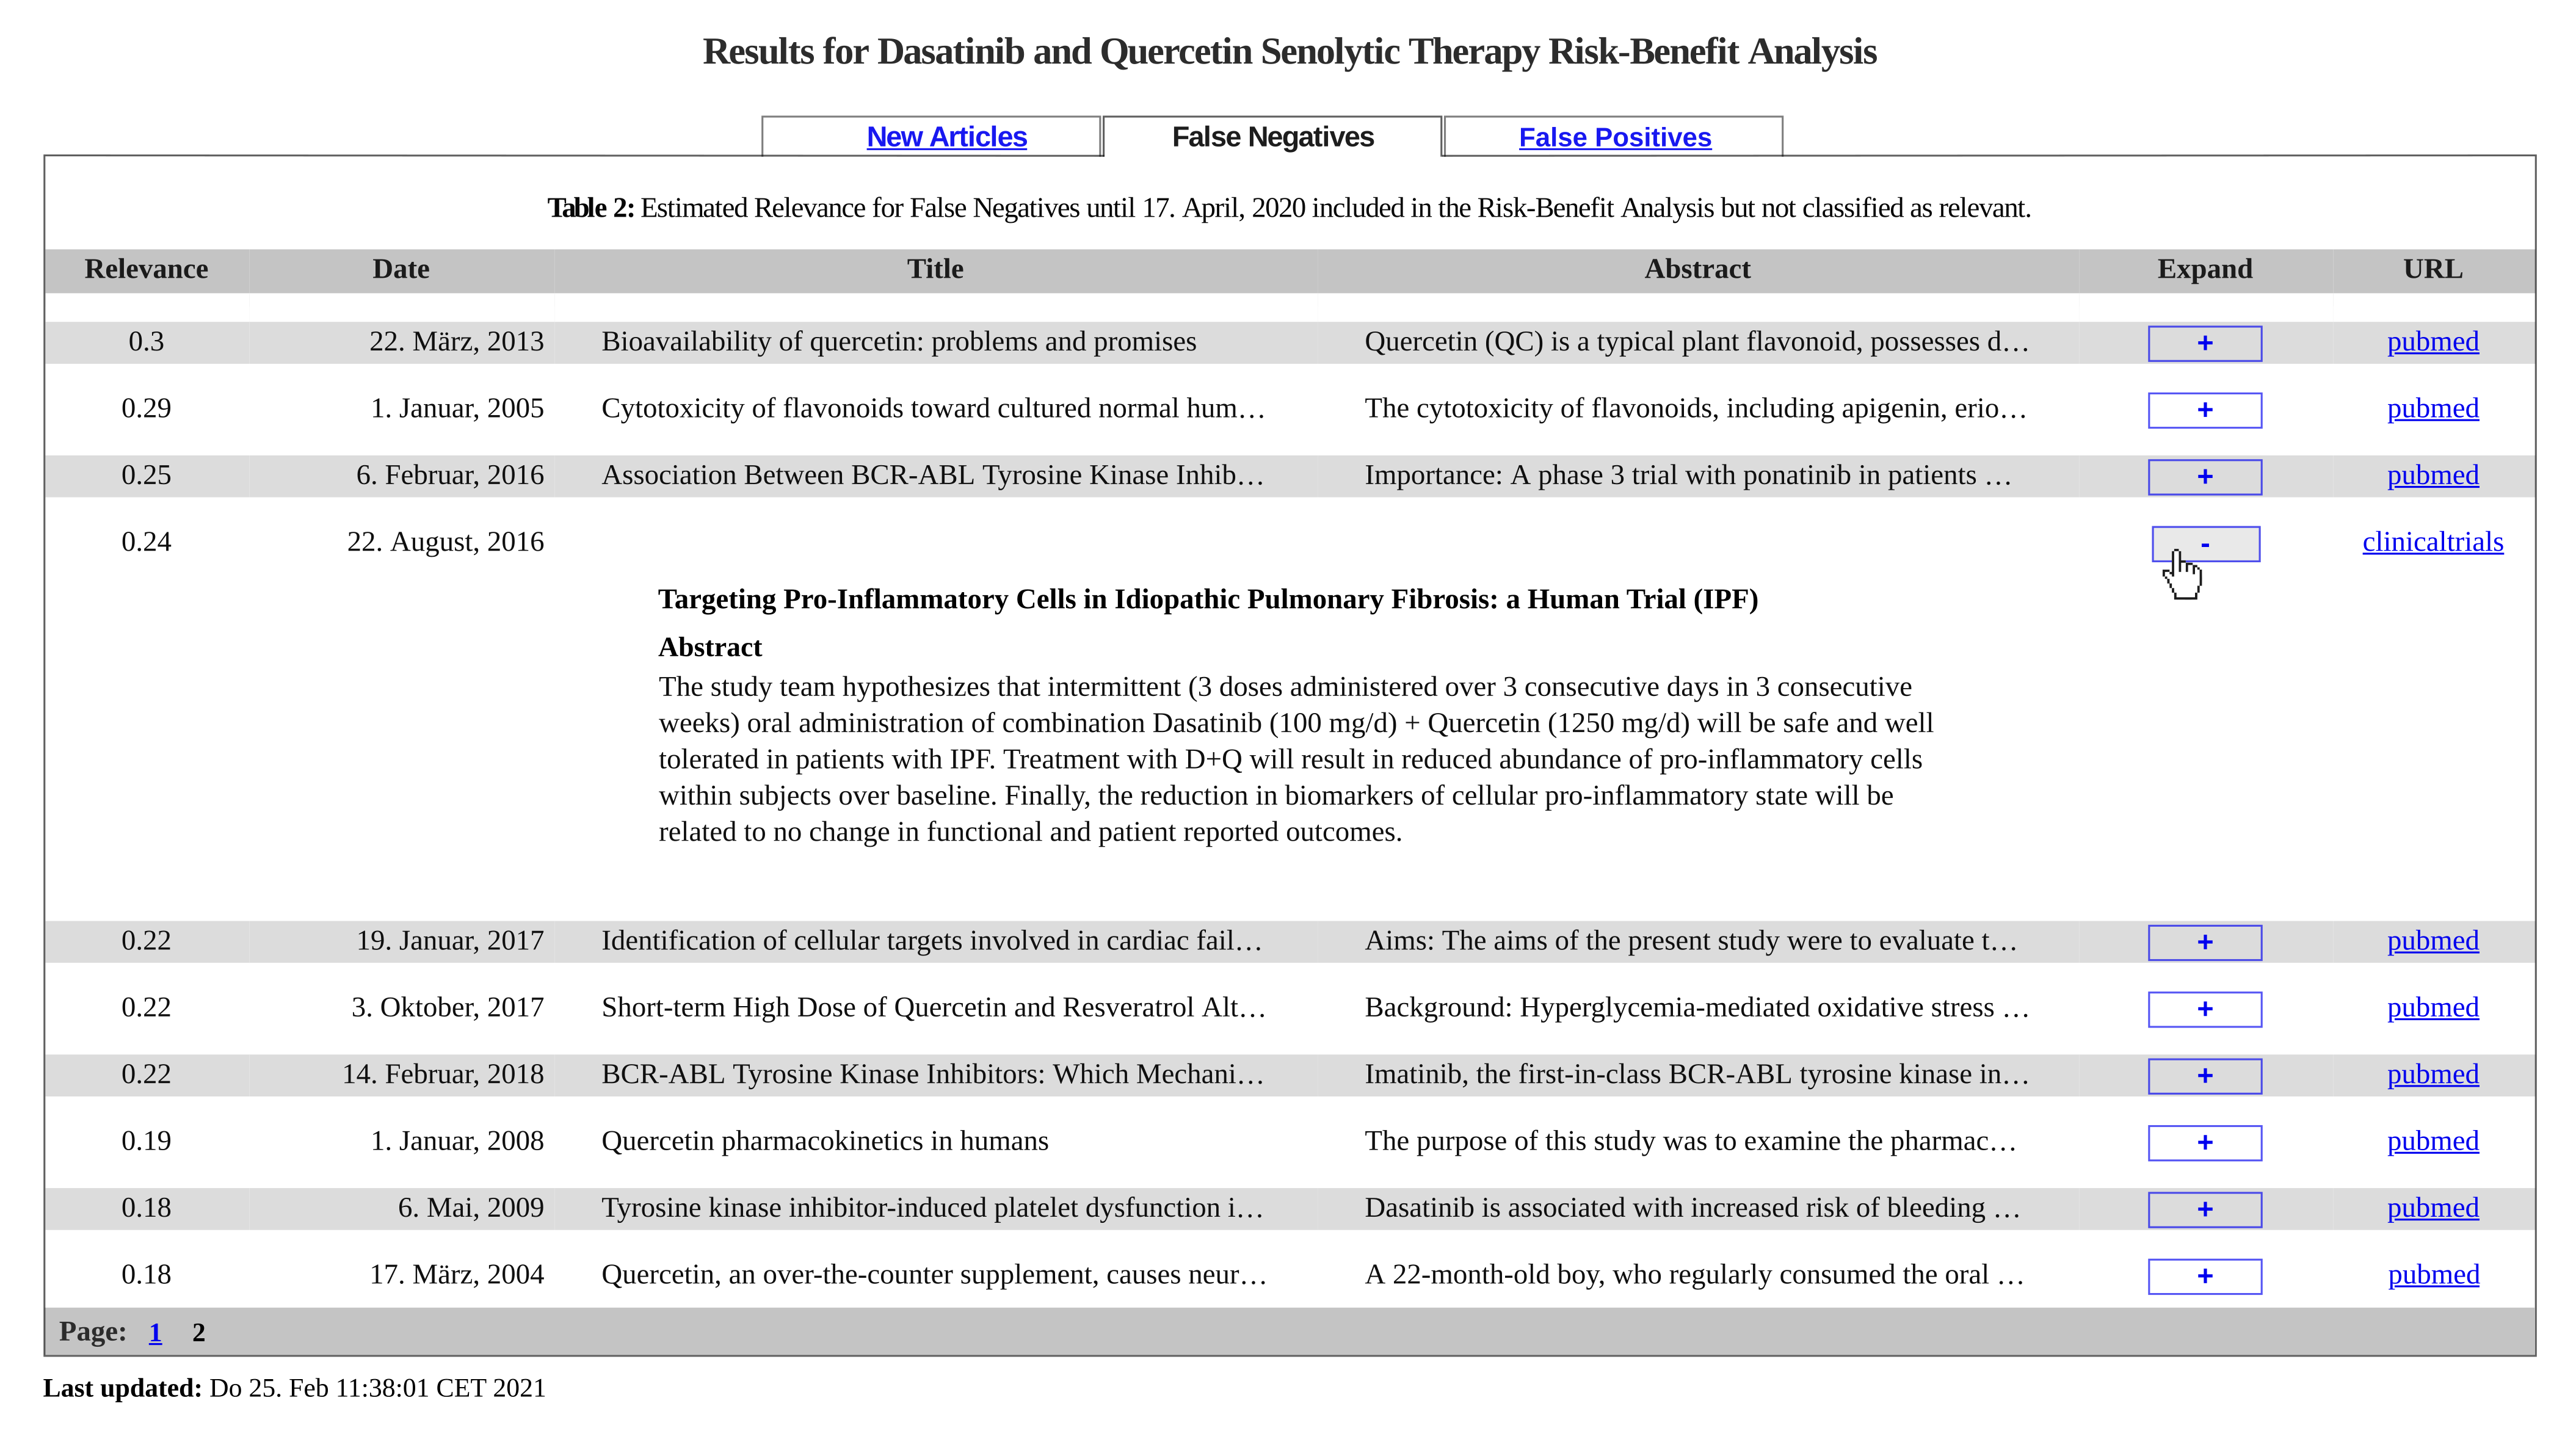 Results for Dasatinib and Quercetin Senolytic Therapy Risk-Benefit Analysis
New Articles False Negatives False Positives
Table 2: Estimated Relevance for False Negatives until 17. April, 2020 included in the Risk-Benefit Analysis but not classified as relevant.
Relevance Date Title Abstract Expand URL
0.3 22. März, 2013 Bioavailability of quercetin: problems and promises Quercetin (QC) is a typical plant flavonoid, possesses d… + pubmed
0.29 1. Januar, 2005 Cytotoxicity of flavonoids toward cultured normal hum… The cytotoxicity of flavonoids, including apigenin, erio… + pubmed
0.25 6. Februar, 2016 Association Between BCR-ABL Tyrosine Kinase Inhib… Importance: A phase 3 trial with ponatinib in patients … + pubmed
0.24 22. August, 2016 - clinicaltrials
Targeting Pro-Inflammatory Cells in Idiopathic Pulmonary Fibrosis: a Human Trial (IPF)
Abstract
The study team hypothesizes that intermittent (3 doses administered over 3 consecutive days in 3 consecutive
weeks) oral administration of combination Dasatinib (100 mg/d) + Quercetin (1250 mg/d) will be safe and well
tolerated in patients with IPF. Treatment with D+Q will result in reduced abundance of pro-inflammatory cells
within subjects over baseline. Finally, the reduction in biomarkers of cellular pro-inflammatory state will be
related to no change in functional and patient reported outcomes.
0.22 19. Januar, 2017 Identification of cellular targets involved in cardiac fail… Aims: The aims of the present study were to evaluate t… + pubmed
0.22 3. Oktober, 2017 Short-term High Dose of Quercetin and Resveratrol Alt… Background: Hyperglycemia-mediated oxidative stress … + pubmed
0.22 14. Februar, 2018 BCR-ABL Tyrosine Kinase Inhibitors: Which Mechani… Imatinib, the first-in-class BCR-ABL tyrosine kinase in… + pubmed
0.19 1. Januar, 2008 Quercetin pharmacokinetics in humans The purpose of this study was to examine the pharmac… + pubmed
0.18 6. Mai, 2009 Tyrosine kinase inhibitor-induced platelet dysfunction i… Dasatinib is associated with increased risk of bleeding … + pubmed
0.18 17. März, 2004 Quercetin, an over-the-counter supplement, causes neur… A 22-month-old boy, who regularly consumed the oral … + pubmed
Page: 1 2
Last updated: Do 25. Feb 11:38:01 CET 2021